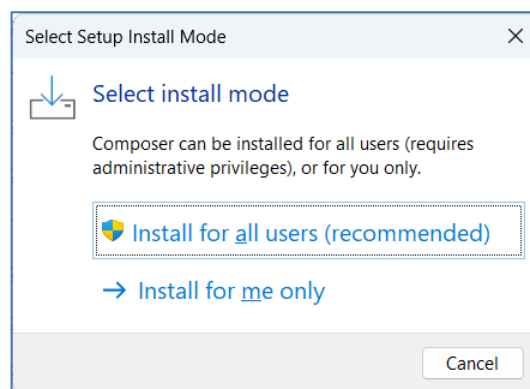 Select Setup Install Mode
Select install mode
Composer can be installed for all users (requires
administrative privileges), or for you only.
Install for all users (recommended)
Install for me only
Cancel